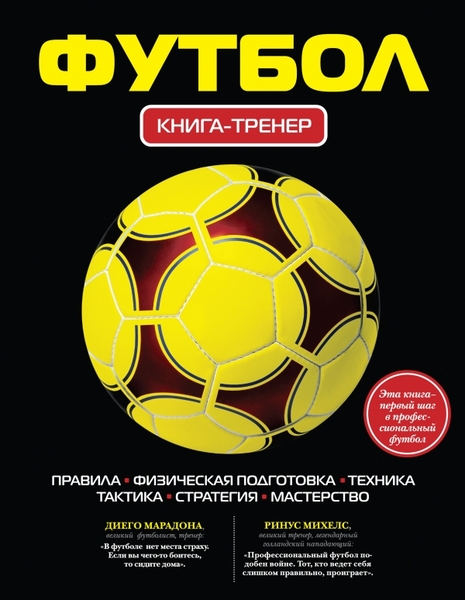 ФУТБОЛ
КНИГА-ТРЕНЕР
Эта книга–
первый шаг
в профес-
сиональный
футбол
ПРАВИЛА ▪ ФИЗИЧЕСКАЯ ПОДГОТОВКА ▪ ТЕХНИКА
ТАКТИКА ▪ СТРАТЕГИЯ ▪ МАСТЕРСТВО
ДИЕГО МАРАДОНА,
великий футболист, тренер:
«В футболе нет места страху.
Если вы чего-то боитесь,
то сидите дома».
РИНУС МИХЕЛС,
великий тренер, легендарный
голландский нападающий:
«Профессиональный футбол по-
добен войне. Тот, кто ведет себя
слишком правильно, проиграет».